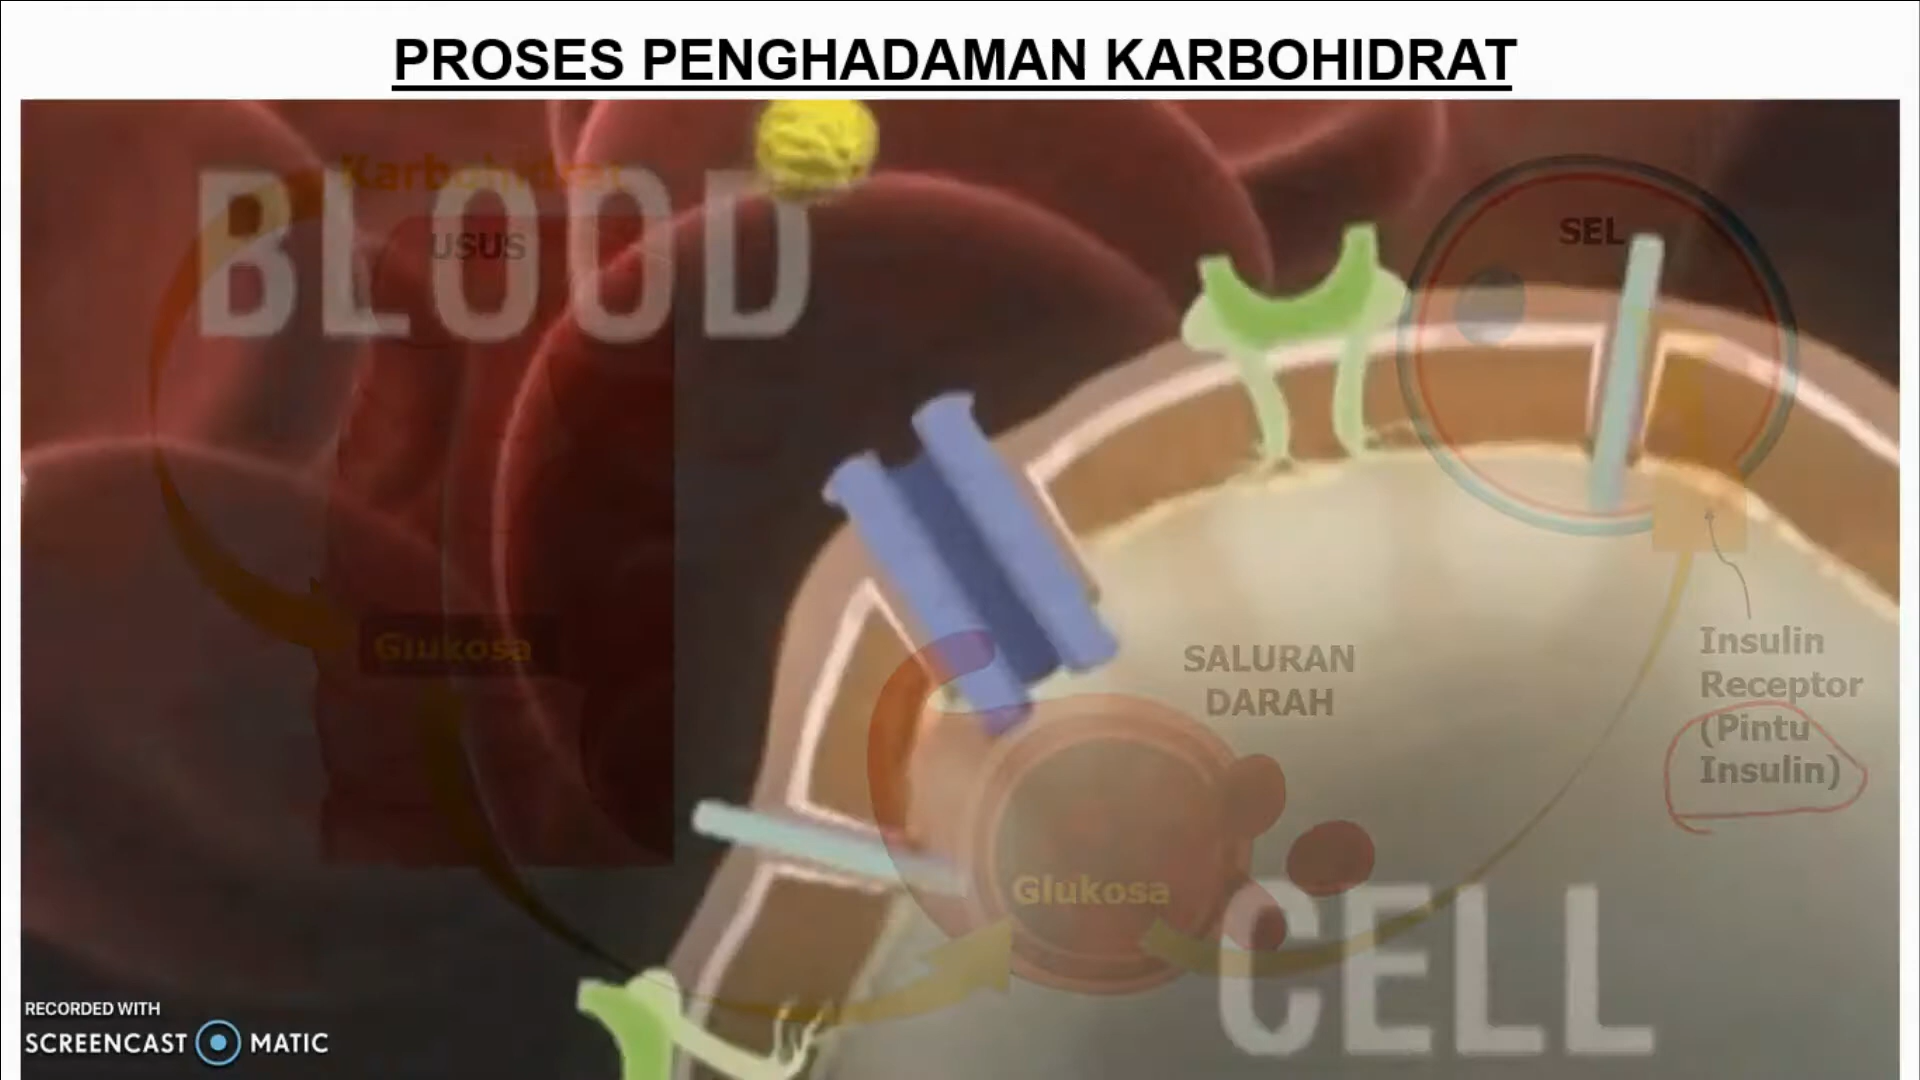 PROSES PENGHADAMAN KARBOHIDRAT
Karbohidrat
BLOOD
USUS
SEL
Glukosa
SALURAN
DARAH
Insulin
Receptor
(Pintu
Insulin)
Glukosa
CELL
RECORDED WITH
SCREENCAST MATIC